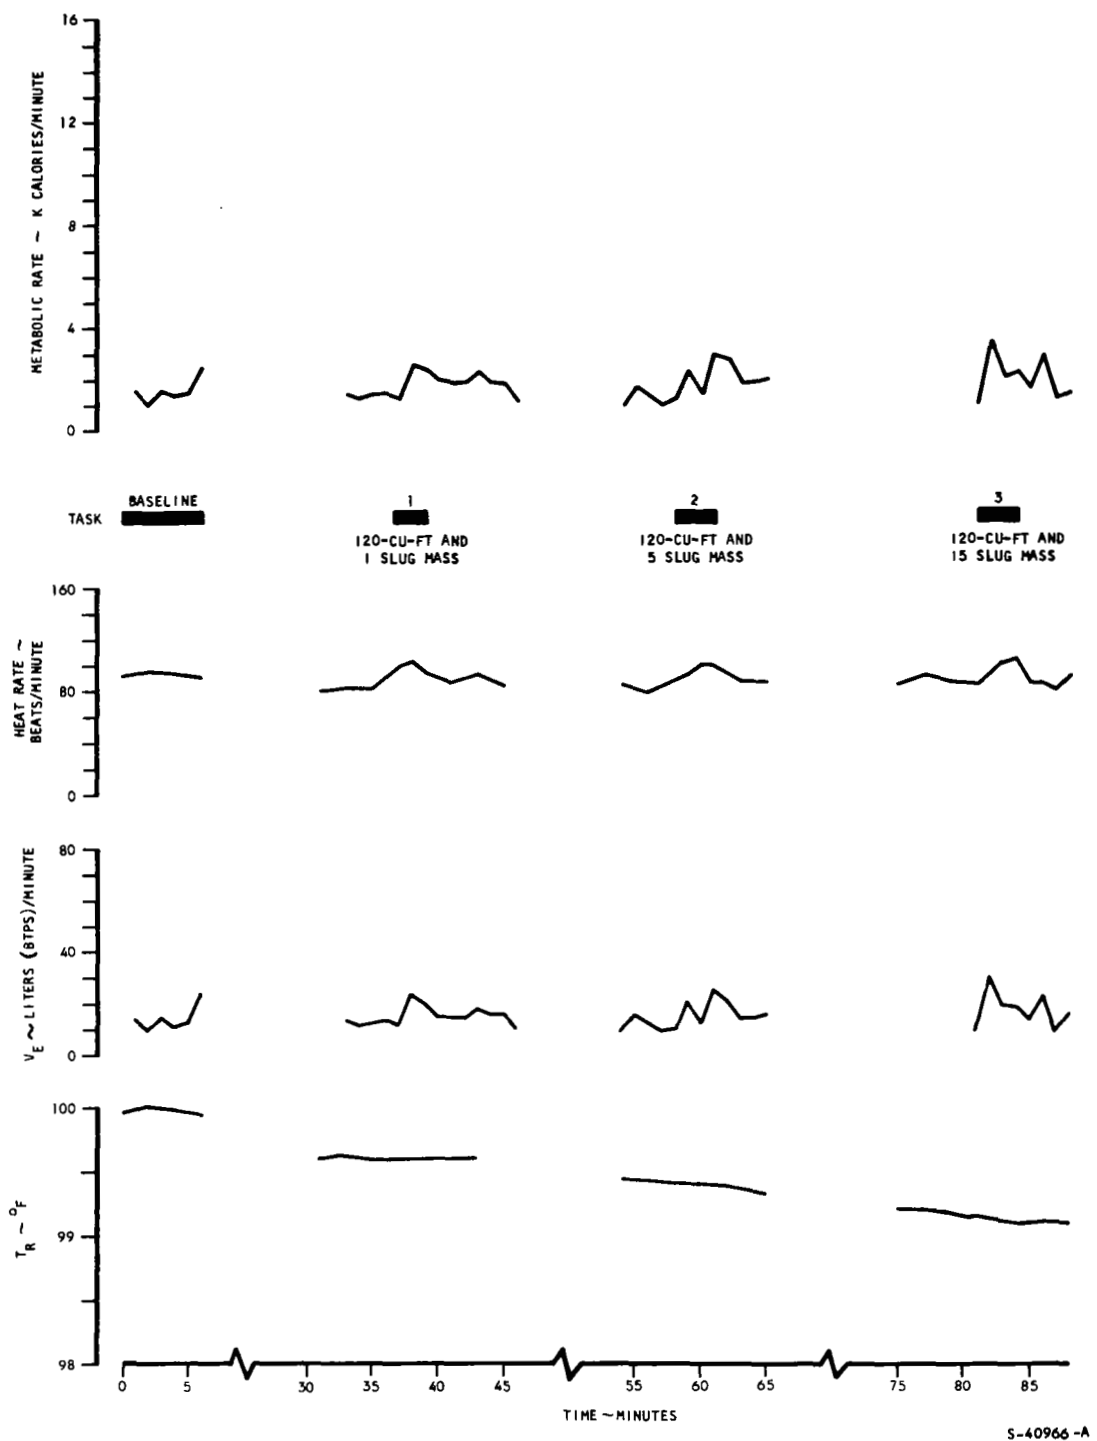 16
12
8
4
0
METABOLIC RATE ~ K CALORIES/MINUTE
TASK
BASELINE
1
120-CU-FT AND
1 SLUG MASS
2
120-CU-FT AND
5 SLUG MASS
3
120-CU-FT AND
15 SLUG MASS
160
80
0
HEAT RATE ~
BEATS/MINUTE
80
40
0
VE ~ LITERS (BTPS)/MINUTE
100
99
98
TR ~ °F
0 5 30 35 40 45 55 60 65 75 80 85
TIME ~ MINUTES
S-40966-A